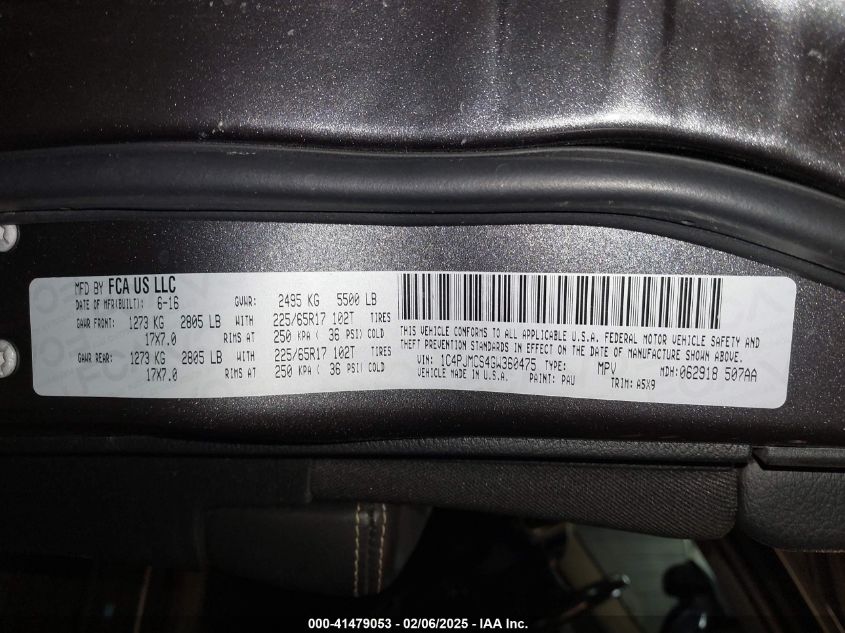 MFD BY FCA US LLC
DATE OF MFR(BUILT): 6-16 GVWR: 2495 KG 5500 LB
GAWR FRONT: 1273 KG 2805 LB WITH 225/65R17 102T TIRES
17X7.0 RIMS AT 250 KPA ( 36 PSI) COLD
GAWR REAR: 1273 KG 2805 LB WITH 225/65R17 102T TIRES
17X7.0 RIMS AT 250 KPA ( 36 PSI) COLD
THIS VEHICLE CONFORMS TO ALL APPLICABLE U.S.A. FEDERAL MOTOR VEHICLE SAFETY AND
THEFT PREVENTION STANDARDS IN EFFECT ON THE DATE OF MANUFACTURE SHOWN ABOVE.
VIN: 1C4PJMCS4GW360475 TYPE: MPV MDH: 062918 507AA
VEHICLE MADE IN U.S.A. PAINT: PAU TRIM: A5X9
000-41479053 — 02/06/2025 — IAA Inc.